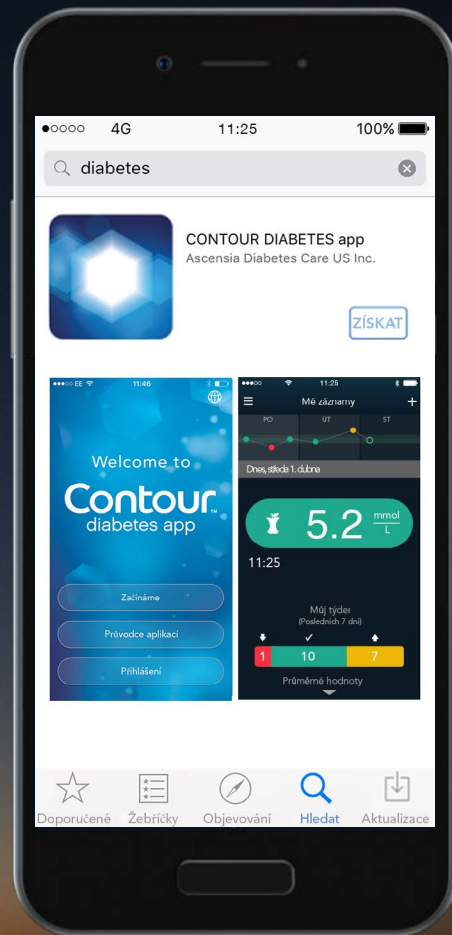 4G 11:25 100%
diabetes
CONTOUR DIABETES app
Ascensia Diabetes Care US Inc.
ZÍSKAT
EE 11:46
Welcome to
Contour™
diabetes app
Začínáme
Průvodce aplikací
Přihlášení
11:25
Mé záznamy
PO ÚT ST
Dnes, středa 1. dubna
5.2 mmol/L
11:25
Můj týden
(Posledních 7 dní)
1 10 7
Průměrné hodnoty
Doporučené Žebříčky Objevování Hledat Aktualizace